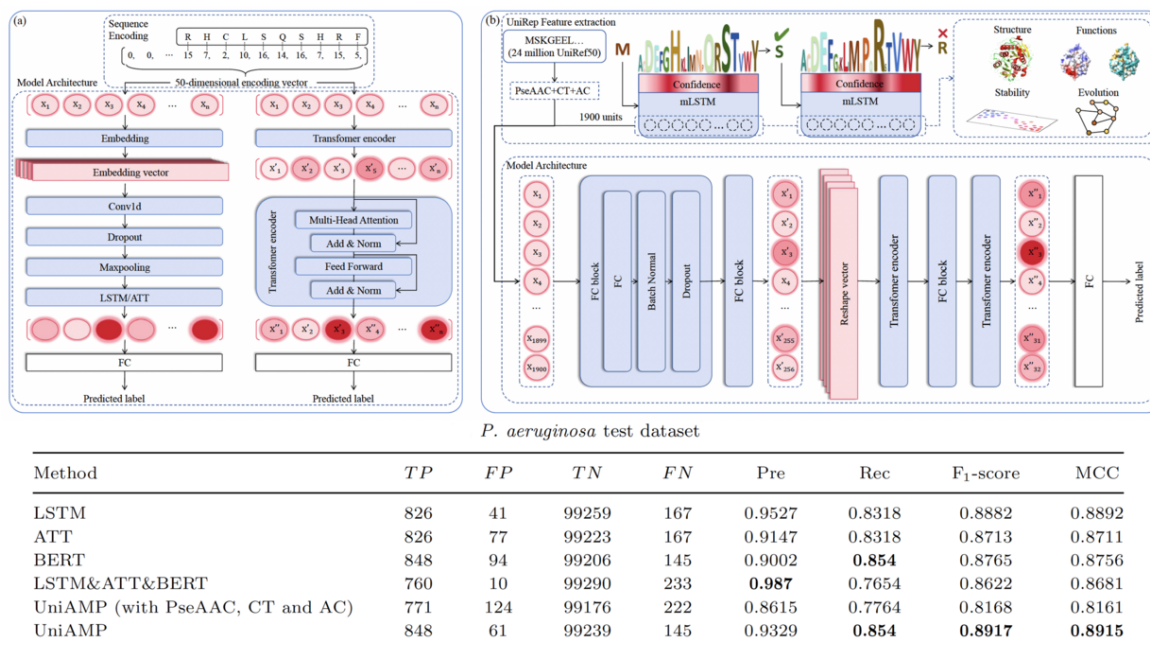 (a)
Sequence
Encoding
R H C L S Q S H R F
0, 0, ... 15 7, 2, 10, 16, 9, 16, 7, 15, 5,
50-dimensional encoding vector
Model Architecture
X₁ X₂ X₃ X₄ ... Xₙ
Embedding
Embedding vector
Conv1d
Dropout
Maxpooling
LSTM/ATT
...
FC
Predicted label
X₁ X₂ X₃ X₄ ... Xₙ
Transfomer encoder
X'₁ X'₂ X'₃ X'₅ ... X'ₙ
Transfomer encoder
Multi-Head Attention
Add & Norm
Feed Forward
Add & Norm
X''₁ X'₂ X'₃ X''₄ ... X''ₙ
FC
Predicted label
(b)
UniRep Feature extraction
MSKGEEL...
(24 million UniRef50)
PseAAC+CT+AC
1900 units
M
Confidence
mLSTM
...
S
Confidence
mLSTM
...
R
Structure Functions
Stability Evolution
Model Architecture
X₁
X₂
X₃
X₄
...
X₁₈₉₉
X₁₉₀₀
FC block
FC
Batch Normal
Dropout
FC block
X'₁
X'₂
X'₃
X'₄
...
X'₂₅₅
X'₂₅₆
Reshape vector
Transfomer encoder
FC block
Transfomer encoder
X''₁
X''₂
X''₃
X''₄
...
X''₃₁
X''₃₂
FC
Predicted label
P. aeruginosa test dataset
Method TP FP TN FN Pre Rec F₁-score MCC
LSTM 826 41 99259 167 0.9527 0.8318 0.8882 0.8892
ATT 826 77 99223 167 0.9147 0.8318 0.8713 0.8711
BERT 848 94 99206 145 0.9002 0.854 0.8765 0.8756
LSTM&ATT&BERT 760 10 99290 233 0.987 0.7654 0.8622 0.8681
UniAMP (with PseAAC, CT and AC) 771 124 99176 222 0.8615 0.7764 0.8168 0.8161
UniAMP 848 61 99239 145 0.9329 0.854 0.8917 0.8915